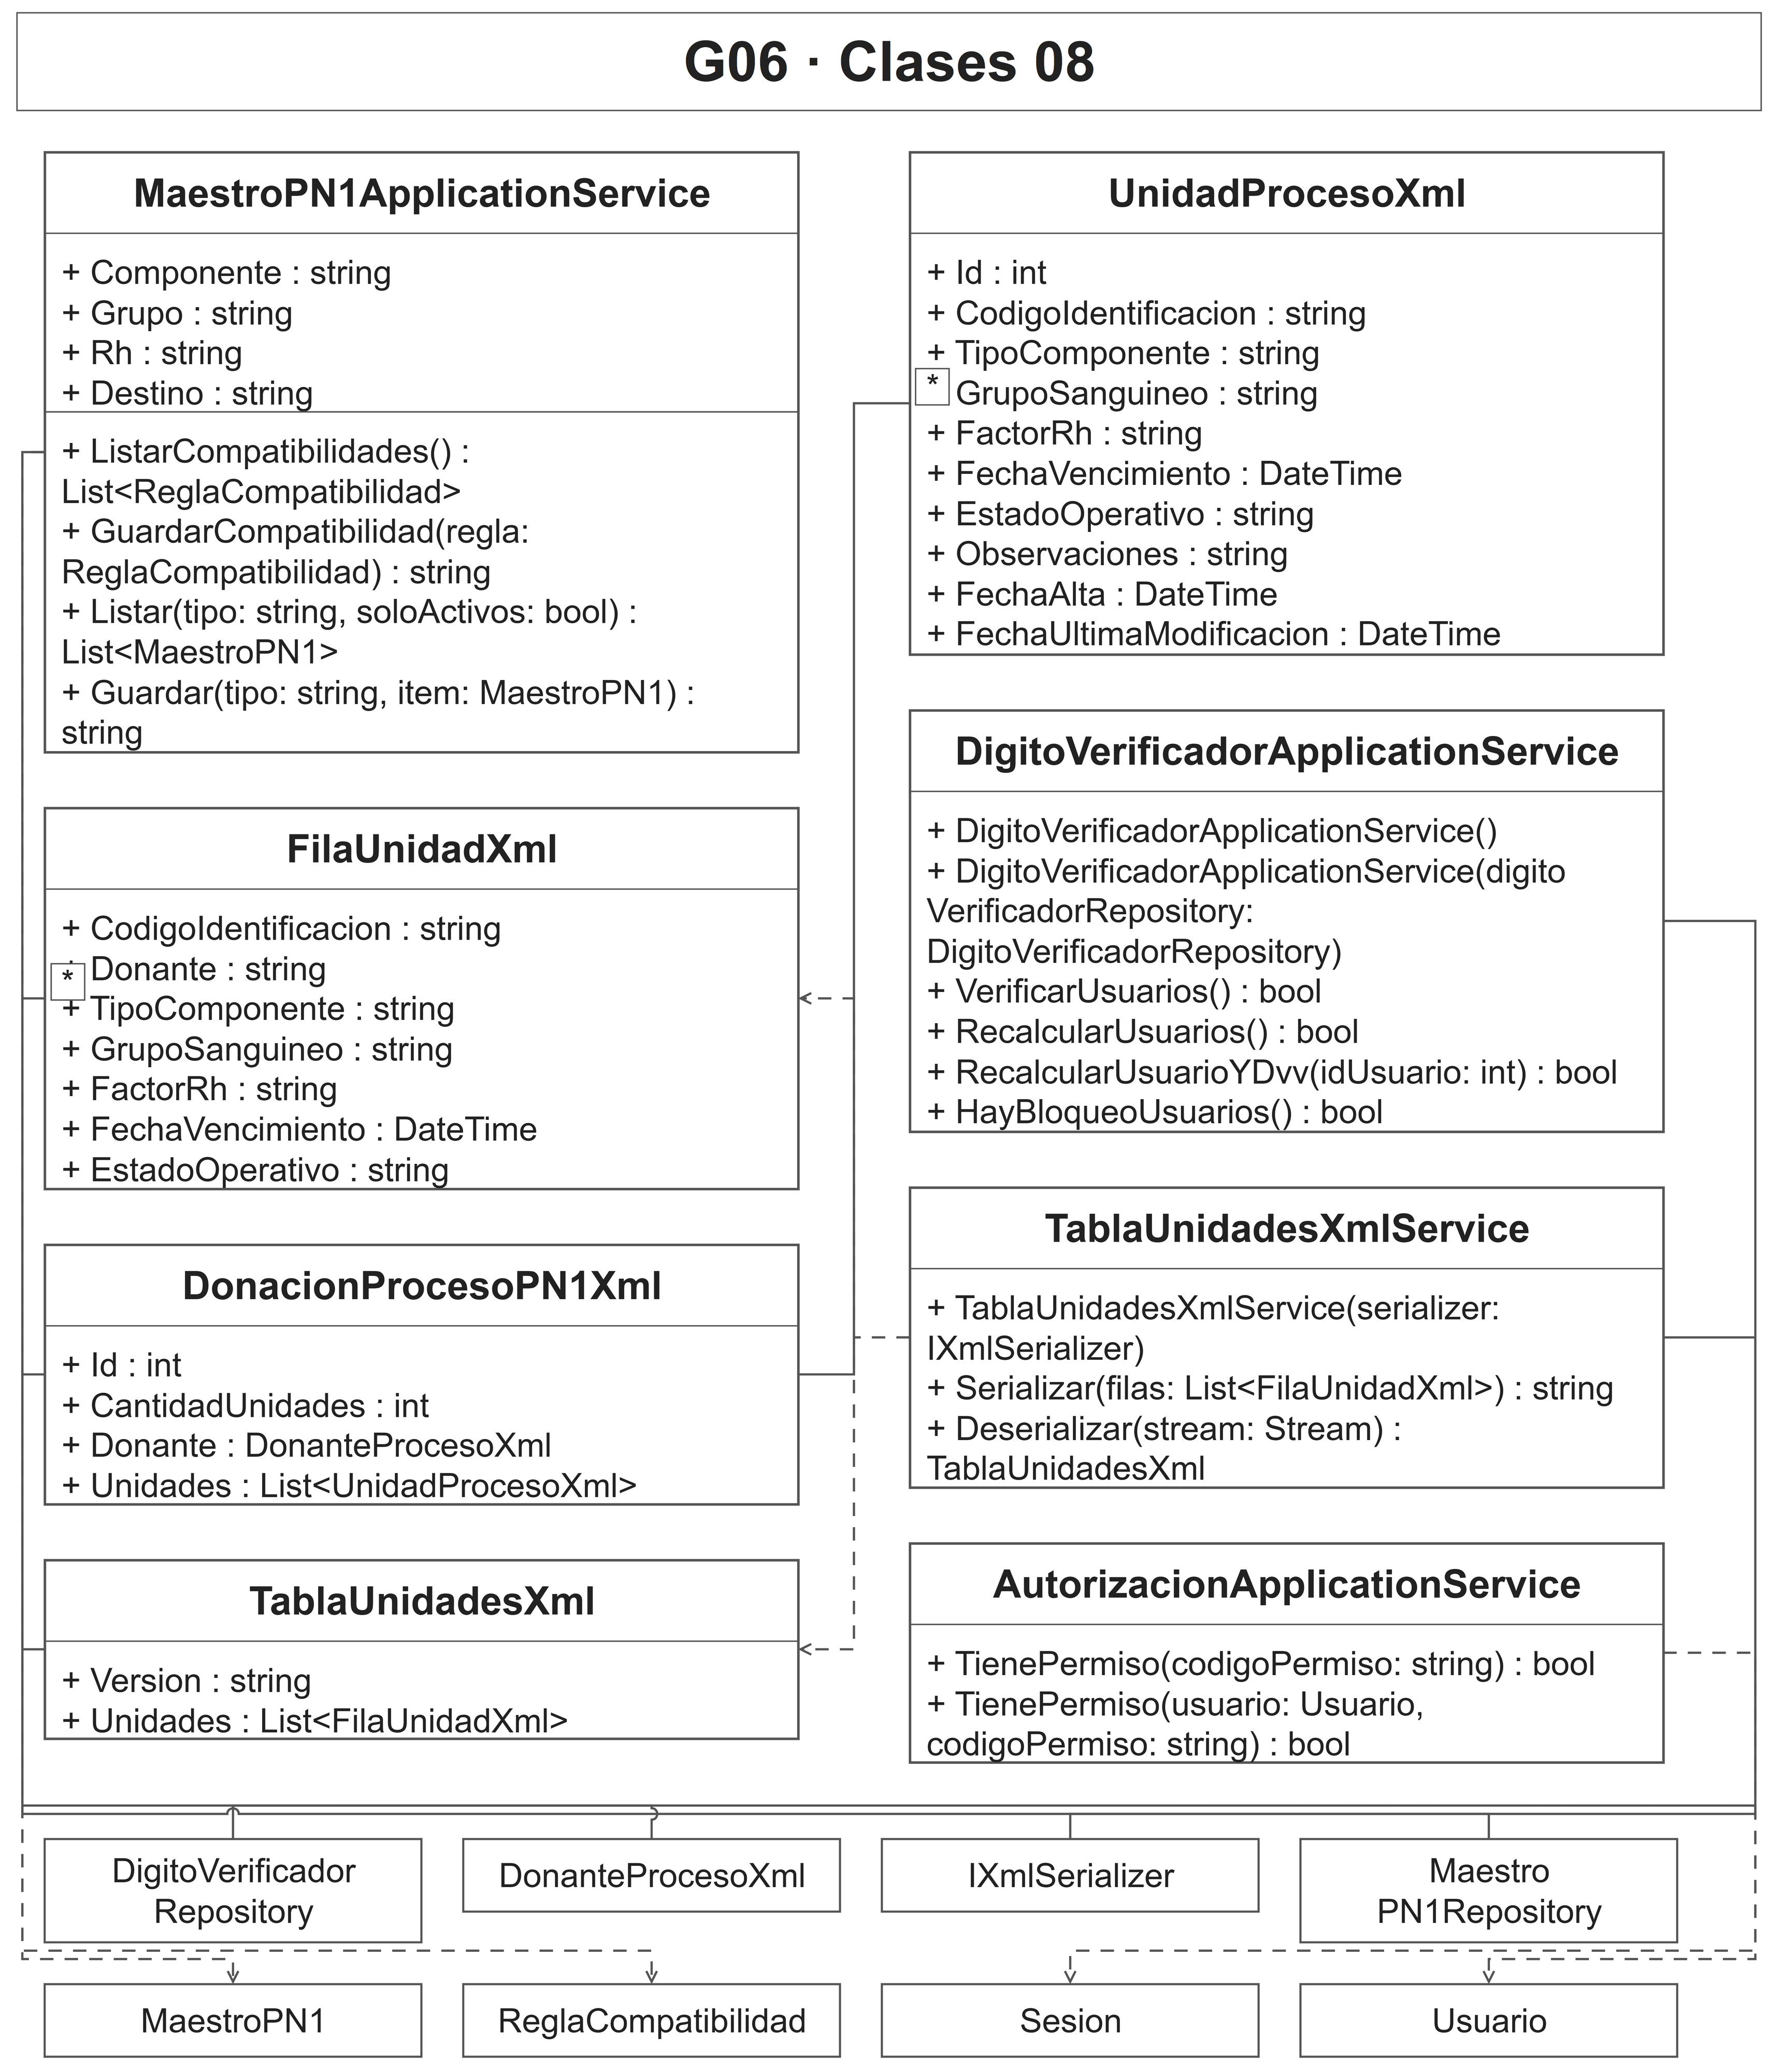 G06 · Clases 08
MaestroPN1ApplicationService
+ Componente : string
+ Grupo : string
+ Rh : string
+ Destino : string
+ ListarCompatibilidades() :
List<ReglaCompatibilidad>
+ GuardarCompatibilidad(regla:
ReglaCompatibilidad) : string
+ Listar(tipo: string, soloActivos: bool) :
List<MaestroPN1>
+ Guardar(tipo: string, item: MaestroPN1) :
string
FilaUnidadXml
+ CodigoIdentificacion : string
* Donante : string
+ TipoComponente : string
+ GrupoSanguineo : string
+ FactorRh : string
+ FechaVencimiento : DateTime
+ EstadoOperativo : string
DonacionProcesoPN1Xml
+ Id : int
+ CantidadUnidades : int
+ Donante : DonanteProcesoXml
+ Unidades : List<UnidadProcesoXml>
TablaUnidadesXml
+ Version : string
+ Unidades : List<FilaUnidadXml>
UnidadProcesoXml
+ Id : int
+ CodigoIdentificacion : string
+ TipoComponente : string
* GrupoSanguineo : string
+ FactorRh : string
+ FechaVencimiento : DateTime
+ EstadoOperativo : string
+ Observaciones : string
+ FechaAlta : DateTime
+ FechaUltimaModificacion : DateTime
DigitoVerificadorApplicationService
+ DigitoVerificadorApplicationService()
+ DigitoVerificadorApplicationService(digito
VerificadorRepository:
DigitoVerificadorRepository)
+ VerificarUsuarios() : bool
+ RecalcularUsuarios() : bool
+ RecalcularUsuarioYDvv(idUsuario: int) : bool
+ HayBloqueoUsuarios() : bool
TablaUnidadesXmlService
+ TablaUnidadesXmlService(serializer:
IXmlSerializer)
+ Serializar(filas: List<FilaUnidadXml>) : string
+ Deserializar(stream: Stream) :
TablaUnidadesXml
AutorizacionApplicationService
+ TienePermiso(codigoPermiso: string) : bool
+ TienePermiso(usuario: Usuario,
codigoPermiso: string) : bool
DigitoVerificador
Repository
DonanteProcesoXml
IXmlSerializer
Maestro
PN1Repository
MaestroPN1
ReglaCompatibilidad
Sesion
Usuario